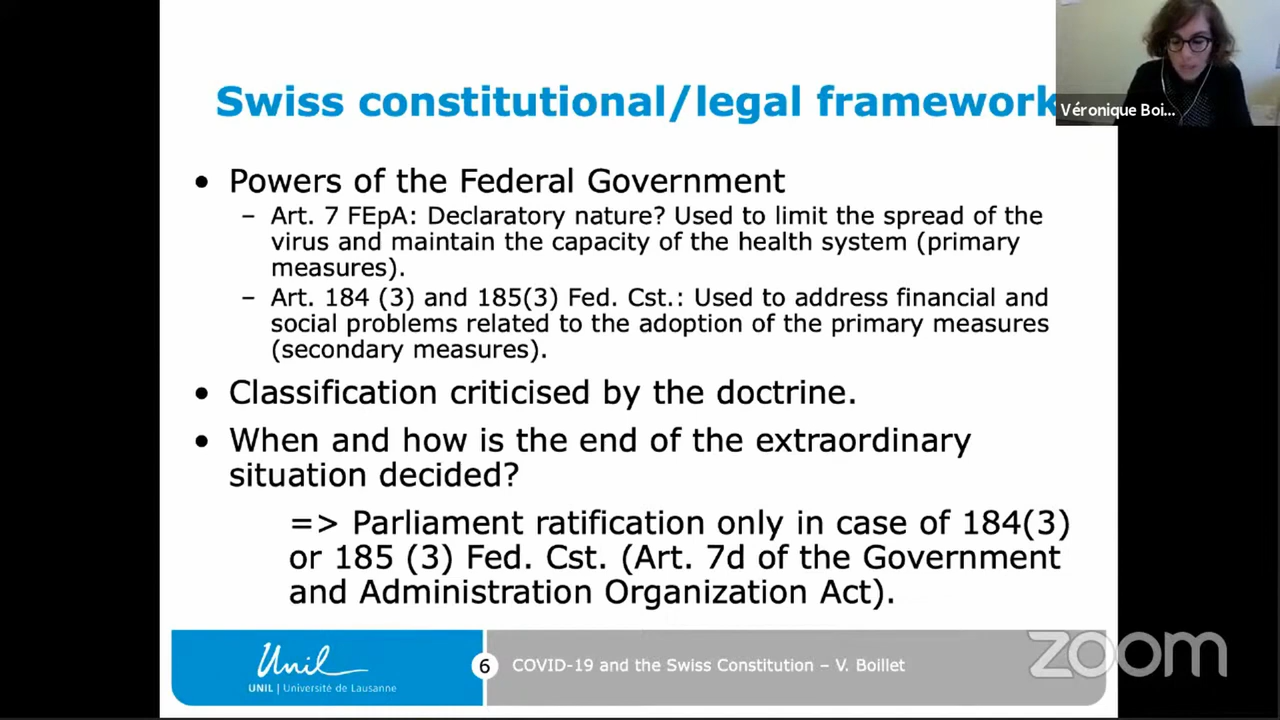 Swiss constitutional/legal framework
Véronique Boi...
• Powers of the Federal Government
– Art. 7 FEpA: Declaratory nature? Used to limit the spread of the
virus and maintain the capacity of the health system (primary
measures).
– Art. 184 (3) and 185(3) Fed. Cst.: Used to address financial and
social problems related to the adoption of the primary measures
(secondary measures).
• Classification criticised by the doctrine.
• When and how is the end of the extraordinary
situation decided?
=> Parliament ratification only in case of 184(3)
or 185 (3) Fed. Cst. (Art. 7d of the Government
and Administration Organization Act).
Unil
UNIL | Université de Lausanne
6
COVID-19 and the Swiss Constitution – V. Boillet
zoom